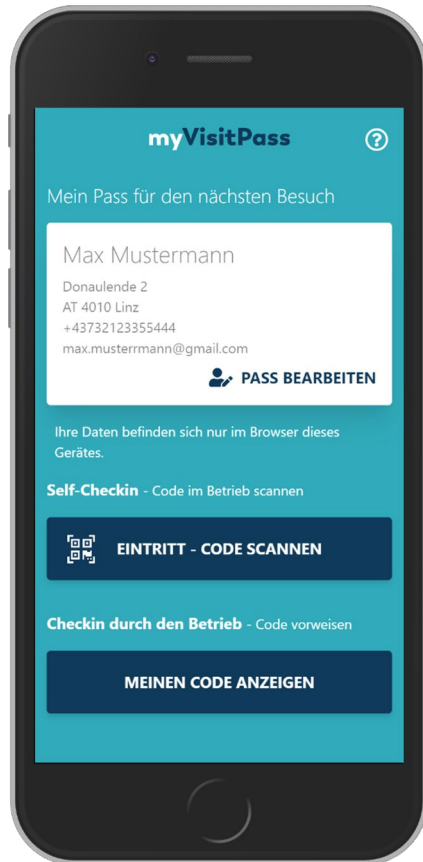 myVisitPass ?
Mein Pass für den nächsten Besuch
Max Mustermann
Donaulende 2
AT 4010 Linz
+43732123355444
max.musterrmann@gmail.com
PASS BEARBEITEN
Ihre Daten befinden sich nur im Browser dieses
Gerätes.
Self-Checkin - Code im Betrieb scannen
EINTRITT - CODE SCANNEN
Checkin durch den Betrieb - Code vorweisen
MEINEN CODE ANZEIGEN